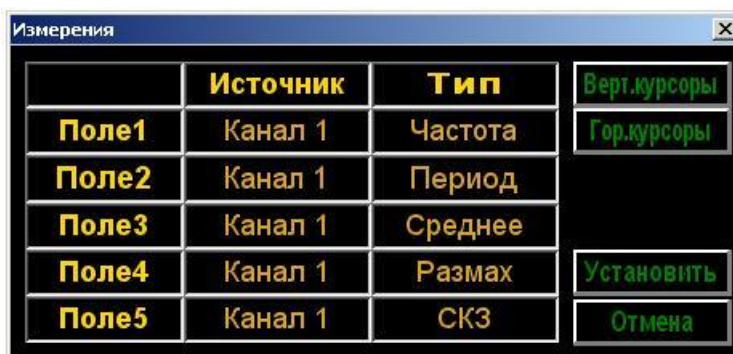 Измерения
Источник Тип Верт.курсоры
Поле1 Канал 1 Частота Гор.курсоры
Поле2 Канал 1 Период
Поле3 Канал 1 Среднее
Поле4 Канал 1 Размах Установить
Поле5 Канал 1 СКЗ Отмена